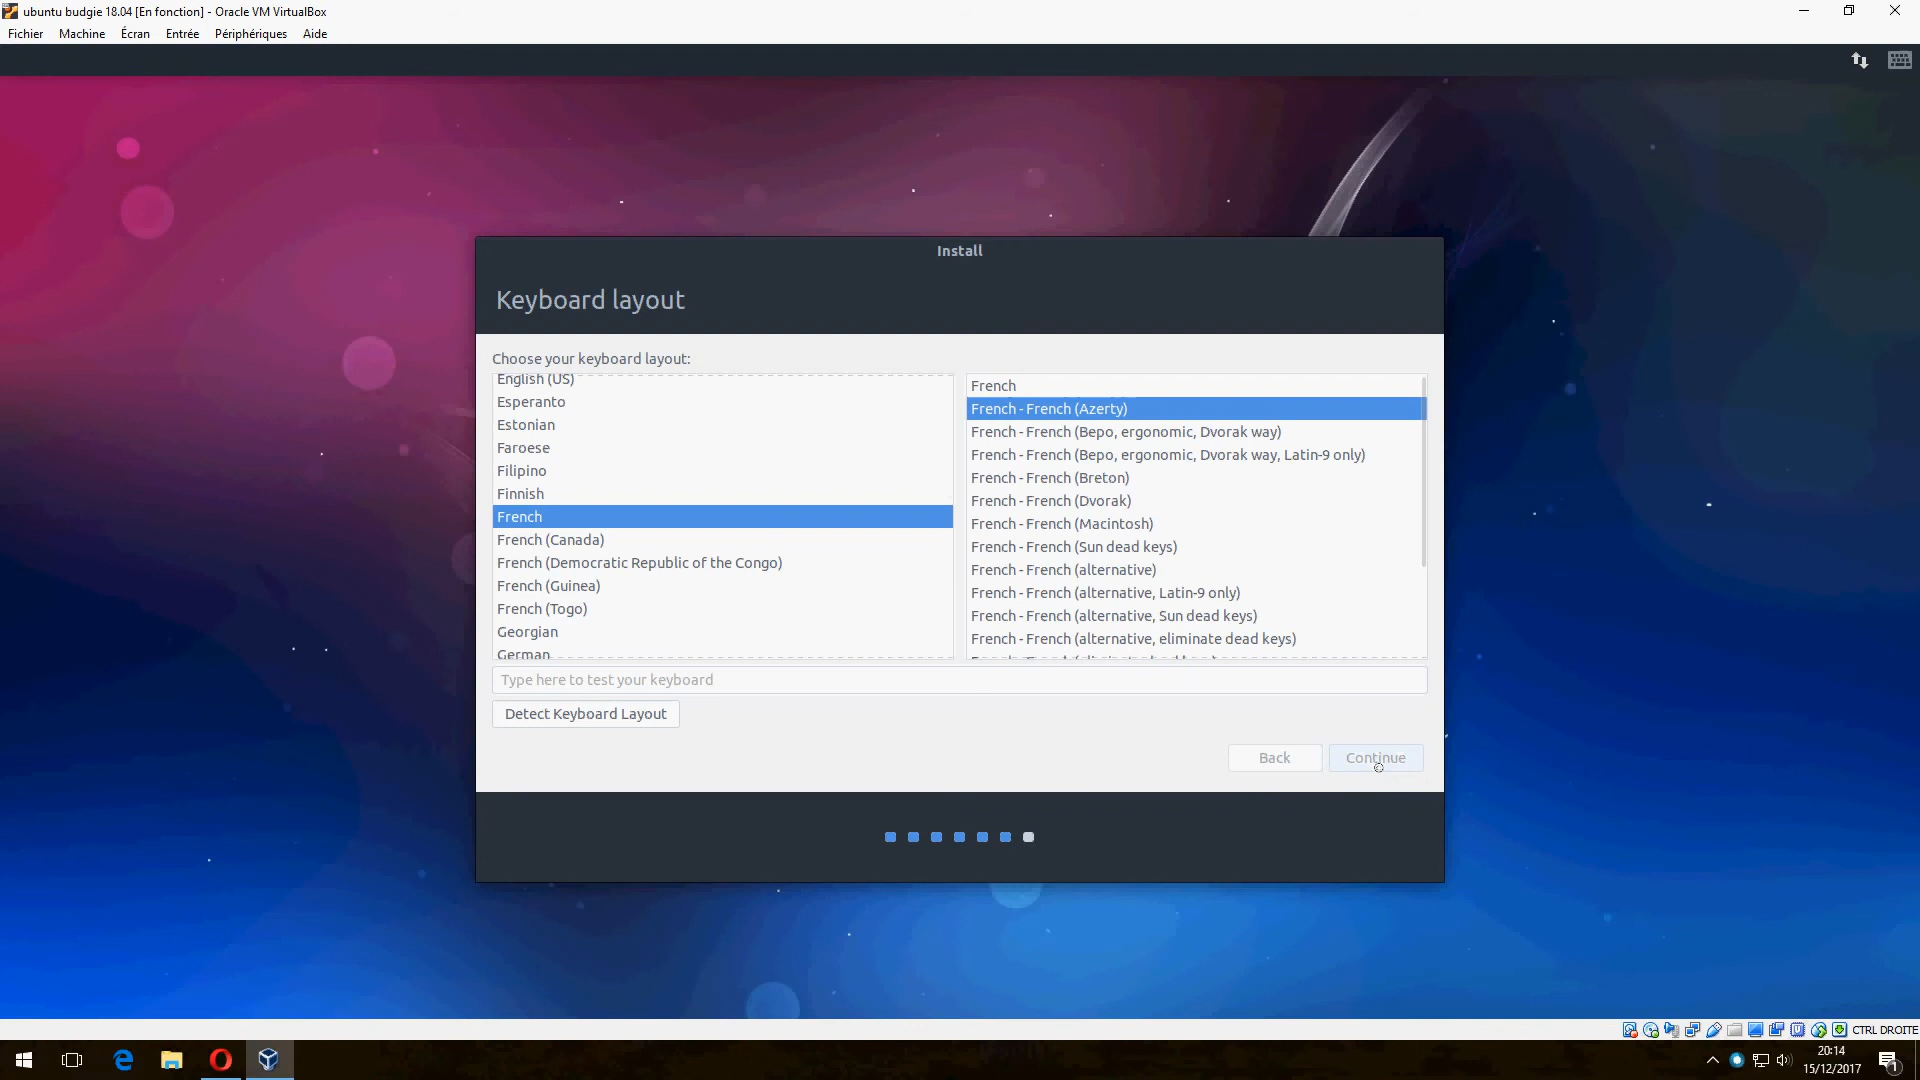 ubuntu budgie 18.04 [En fonction] - Oracle VM VirtualBox
Fichier Machine Écran Entrée Périphériques Aide
Install
Keyboard layout
Choose your keyboard layout:
English (US)
Esperanto
Estonian
Faroese
Filipino
Finnish
French
French (Canada)
French (Democratic Republic of the Congo)
French (Guinea)
French (Togo)
Georgian
German
French
French - French (Azerty)
French - French (Bepo, ergonomic, Dvorak way)
French - French (Bepo, ergonomic, Dvorak way, Latin-9 only)
French - French (Breton)
French - French (Dvorak)
French - French (Macintosh)
French - French (Sun dead keys)
French - French (alternative)
French - French (alternative, Latin-9 only)
French - French (alternative, Sun dead keys)
French - French (alternative, eliminate dead keys)
Type here to test your keyboard
Detect Keyboard Layout
Back Continue
CTRL DROITE
20:14
15/12/2017
1